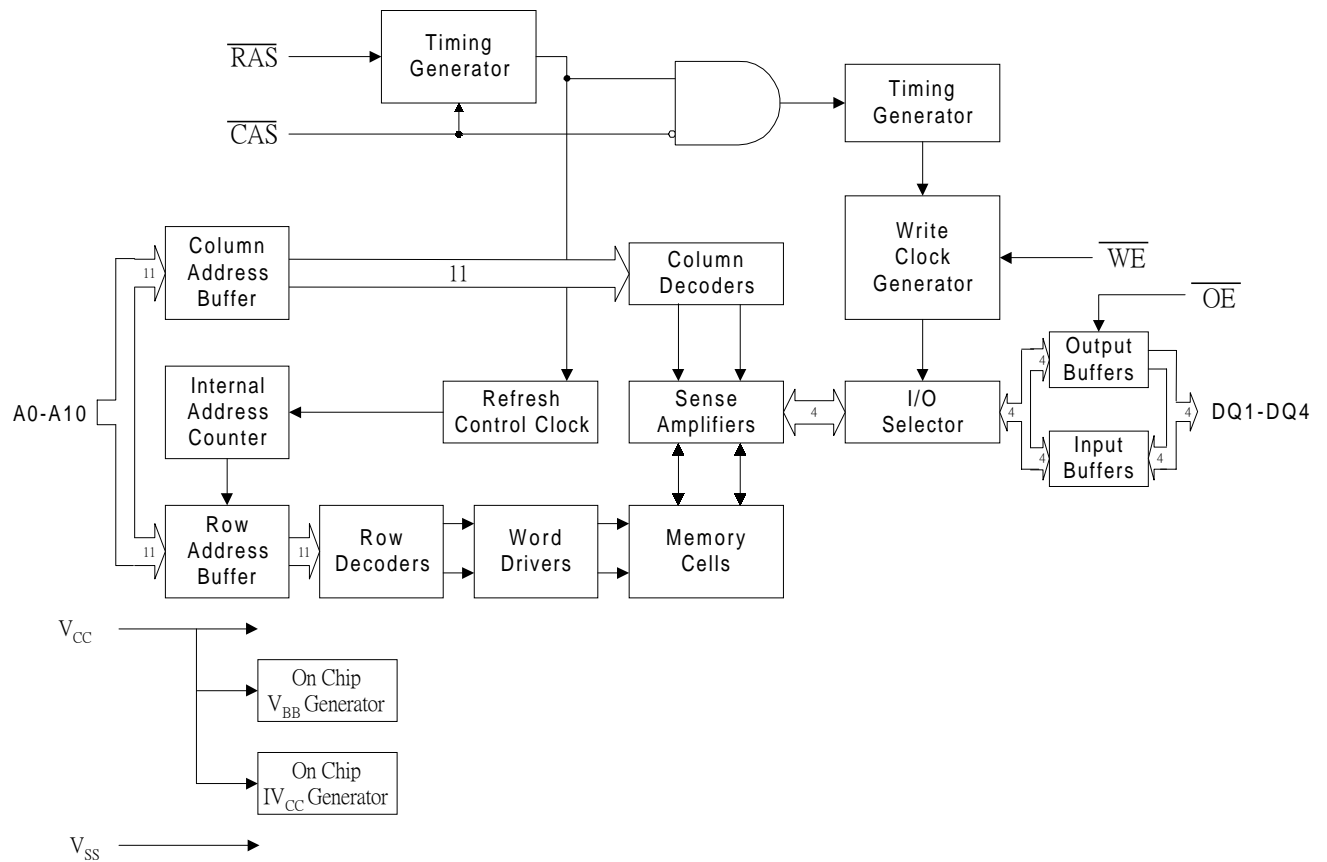 RAS
Timing
Generator
Timing
Generator
CAS
Write
Clock
Generator
WE
Column
Address
Buffer
11
11
Column
Decoders
OE
Output
Buffers
4
Internal
Address
Counter
Refresh
Control Clock
Sense
Amplifiers
4
I/O
Selector
4
4
DQ1-DQ4
A0-A10
Input
Buffers
4
4
11
Row
Address
Buffer
11
Row
Decoders
Word
Drivers
Memory
Cells
VCC
On Chip
VBB Generator
On Chip
IVCC Generator
VSS